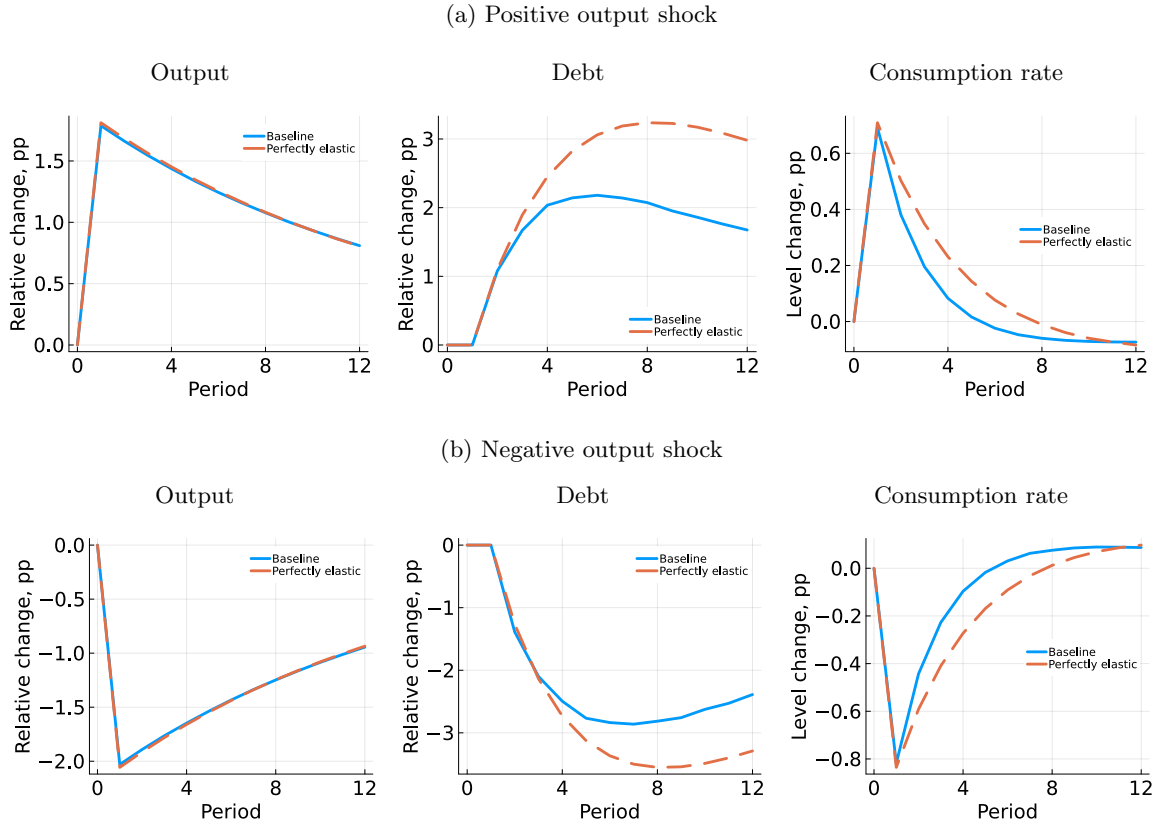 (a) Positive output shock
Output
Debt
Consumption rate
Relative change, pp
1.5
1.0
0.5
0.0
0
4
8
12
Period
Baseline
Perfectly elastic
Relative change, pp
3
2
1
0
0
4
8
12
Period
Baseline
Perfectly elastic
Level change, pp
0.6
0.4
0.2
0.0
0
4
8
12
Period
Baseline
Perfectly elastic
(b) Negative output shock
Output
Debt
Consumption rate
Relative change, pp
0.0
−0.5
−1.0
−1.5
−2.0
0
4
8
12
Period
Baseline
Perfectly elastic
Relative change, pp
0
−1
−2
−3
0
4
8
12
Period
Baseline
Perfectly elastic
Level change, pp
0.0
−0.2
−0.4
−0.6
−0.8
0
4
8
12
Period
Baseline
Perfectly elastic